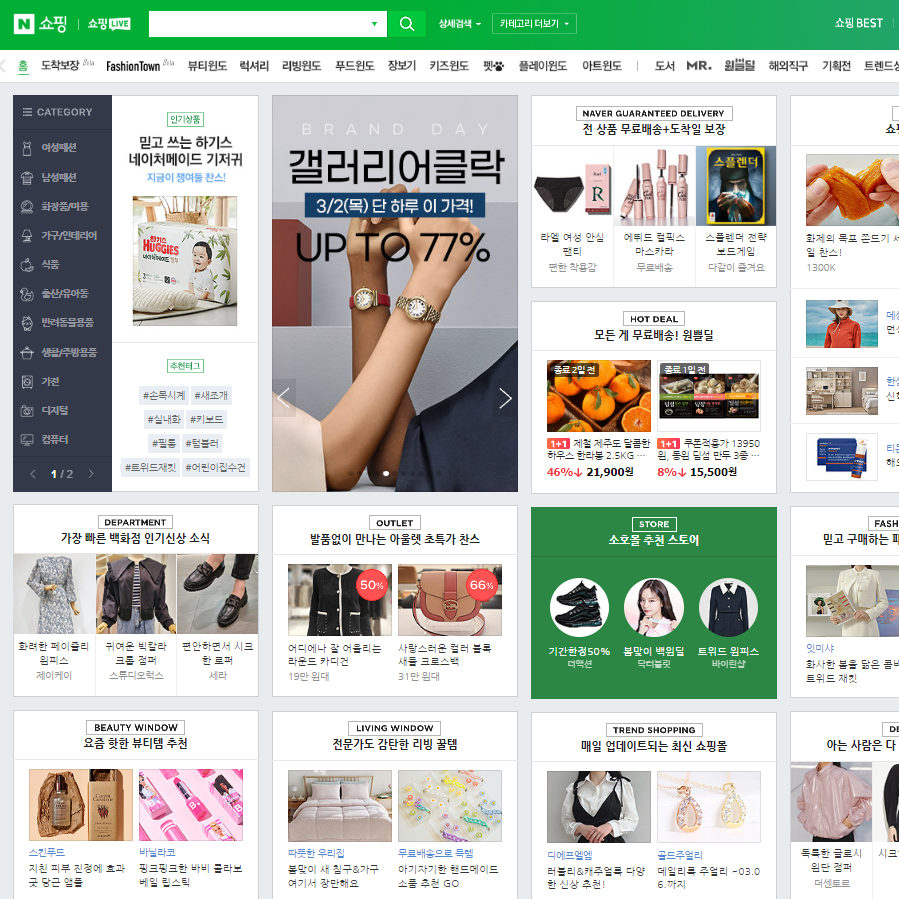 N 쇼핑 쇼핑 LIVE
상세검색
카테고리 더보기
쇼핑 BEST
홈 도착보장 Beta FashionTown Beta 뷰티윈도 럭셔리 리빙윈도 푸드윈도 장보기 키즈윈도 펫 플레이윈도 아트윈도 도서 MR. 원쁠딜 해외직구 기획전 트렌드
CATEGORY
여성패션
남성패션
화장품/미용
가구/인테리어
식품
출산/유아동
반려동물용품
생활/주방용품
가전
디지털
컴퓨터
1 / 2
인기상품
믿고 쓰는 하기스
네이처메이드 기저귀
지금이 쟁여둘 찬스!
HUGGIES
추천태그
#손목시계 #새조개
#실내화 #키보드
#필통 #텀블러
#트위드재킷 #어린이집수건
BRAND DAY
갤러리어클락
3/2(목) 단 하루 이 가격!
UP TO 77%
NAVER GUARANTEED DELIVERY
전 상품 무료배송+도착일 보장
R
스플렌더
라엘 여성 안심
팬티
편한 착용감
에뛰드 컬픽스
마스카라
무료배송
스플렌더 전략
보드게임
다같이 즐겨요
HOT DEAL
모든 게 무료배송! 원쁠딜
종료 2일 전
종료 1일 전
1+1 제철 제주도 달콤한
하우스 한라봉 2.5KG ...
46%↓ 21,900원
1+1 쿠폰적용가 13950
원, 동원 딤섬 만두 3종 ...
8%↓ 15,500원
화제의 목포 쫀드기
일 찬스!
1300K
DEPARTMENT
가장 빠른 백화점 인기신상 소식
화려한 페이즐리
원피스
제이케이
귀여운 빅칼라
크롭 점퍼
스튜디오럭스
편안하면서 시크
한 로퍼
세라
OUTLET
발품없이 만나는 아울렛 초특가 찬스
50%
66%
어디에나 잘 어울리는
라운드 카디건
19만 원대
사랑스러운 컬러 블록
새들 크로스백
31만 원대
STORE
소호몰 추천 스토어
기간한정50%
더액션
봄맞이 백원딜
닥터블릿
트위드 원피스
바이린샵
FASH
믿고 구매하는
잇미샤
화사한 봄을 닮은
트위드 재킷
BEAUTY WINDOW
요즘 핫한 뷰티템 추천
스킨푸드
지친 피부 진정에 효과
굿 당근 앰플
바닐라코
핑크핑크한 바비 콜라보
베일 립스틱
LIVING WINDOW
전문가도 감탄한 리빙 꿀템
따뜻한 우리집
봄맞이 새 침구&가구
여기서 장만해요
무료배송으로 득템
아기자기한 핸드메이드
소품 추천 GO
TREND SHOPPING
매일 업데이트되는 최신 쇼핑몰
디에프엘엠
러블리&캐주얼룩 다양
한 신상 추천!
골드주얼리
데일리룩 주얼리 ~03.0
6.까지
DE
아는 사람은 다
톡톡한 글로시
원단 점퍼
더센토르